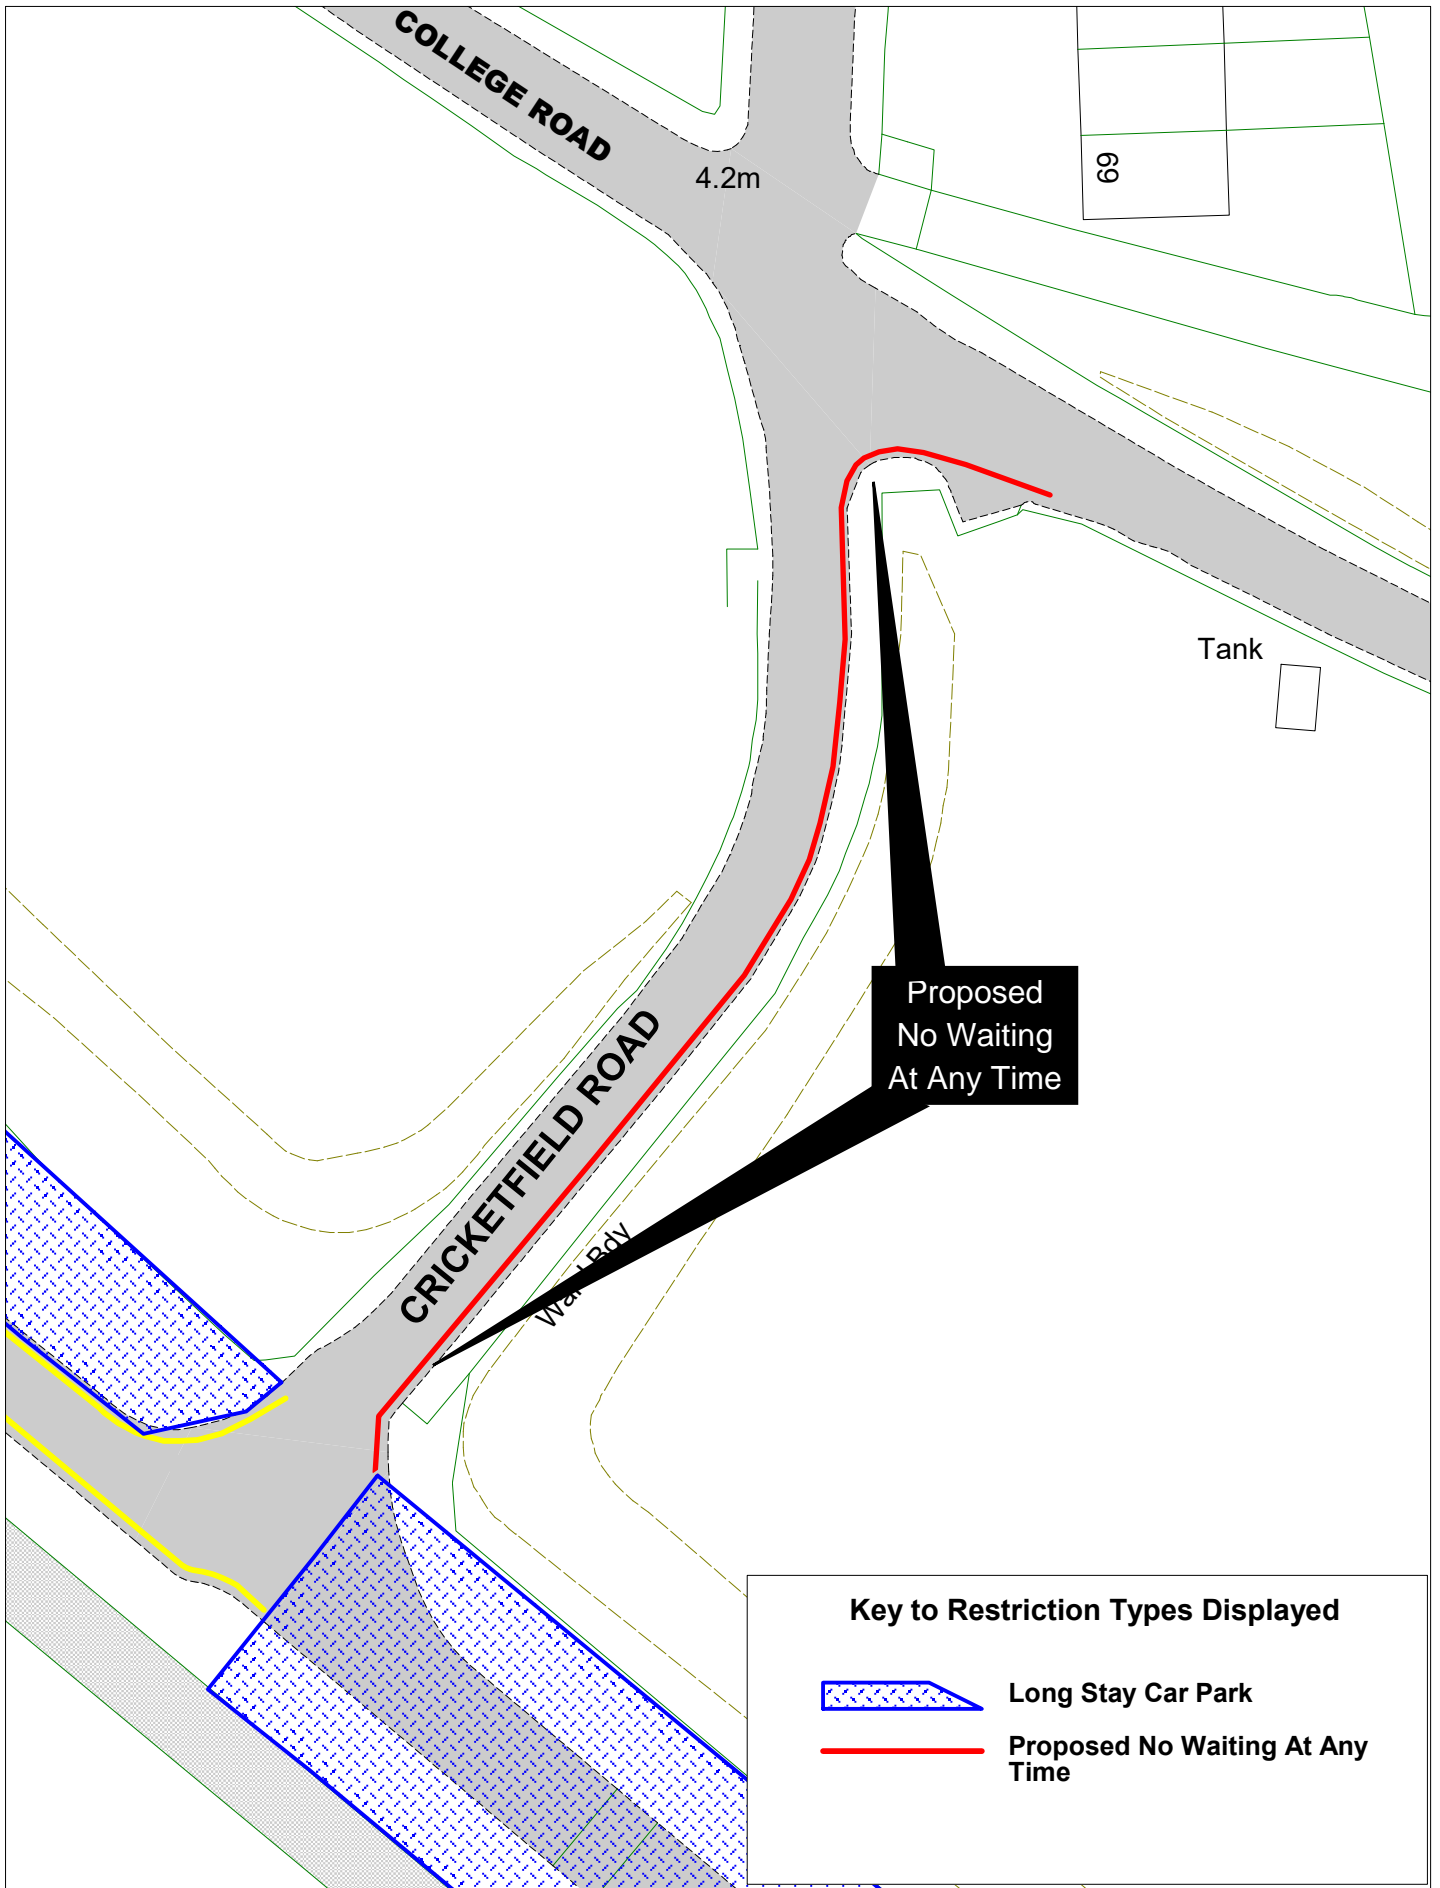 COLLEGE ROAD
4.2m
69
Tank
Proposed
No Waiting
At Any Time
CRICKETFIELD ROAD
Bdy
Key to Restriction Types Displayed
Long Stay Car Park
Proposed No Waiting At Any
Time